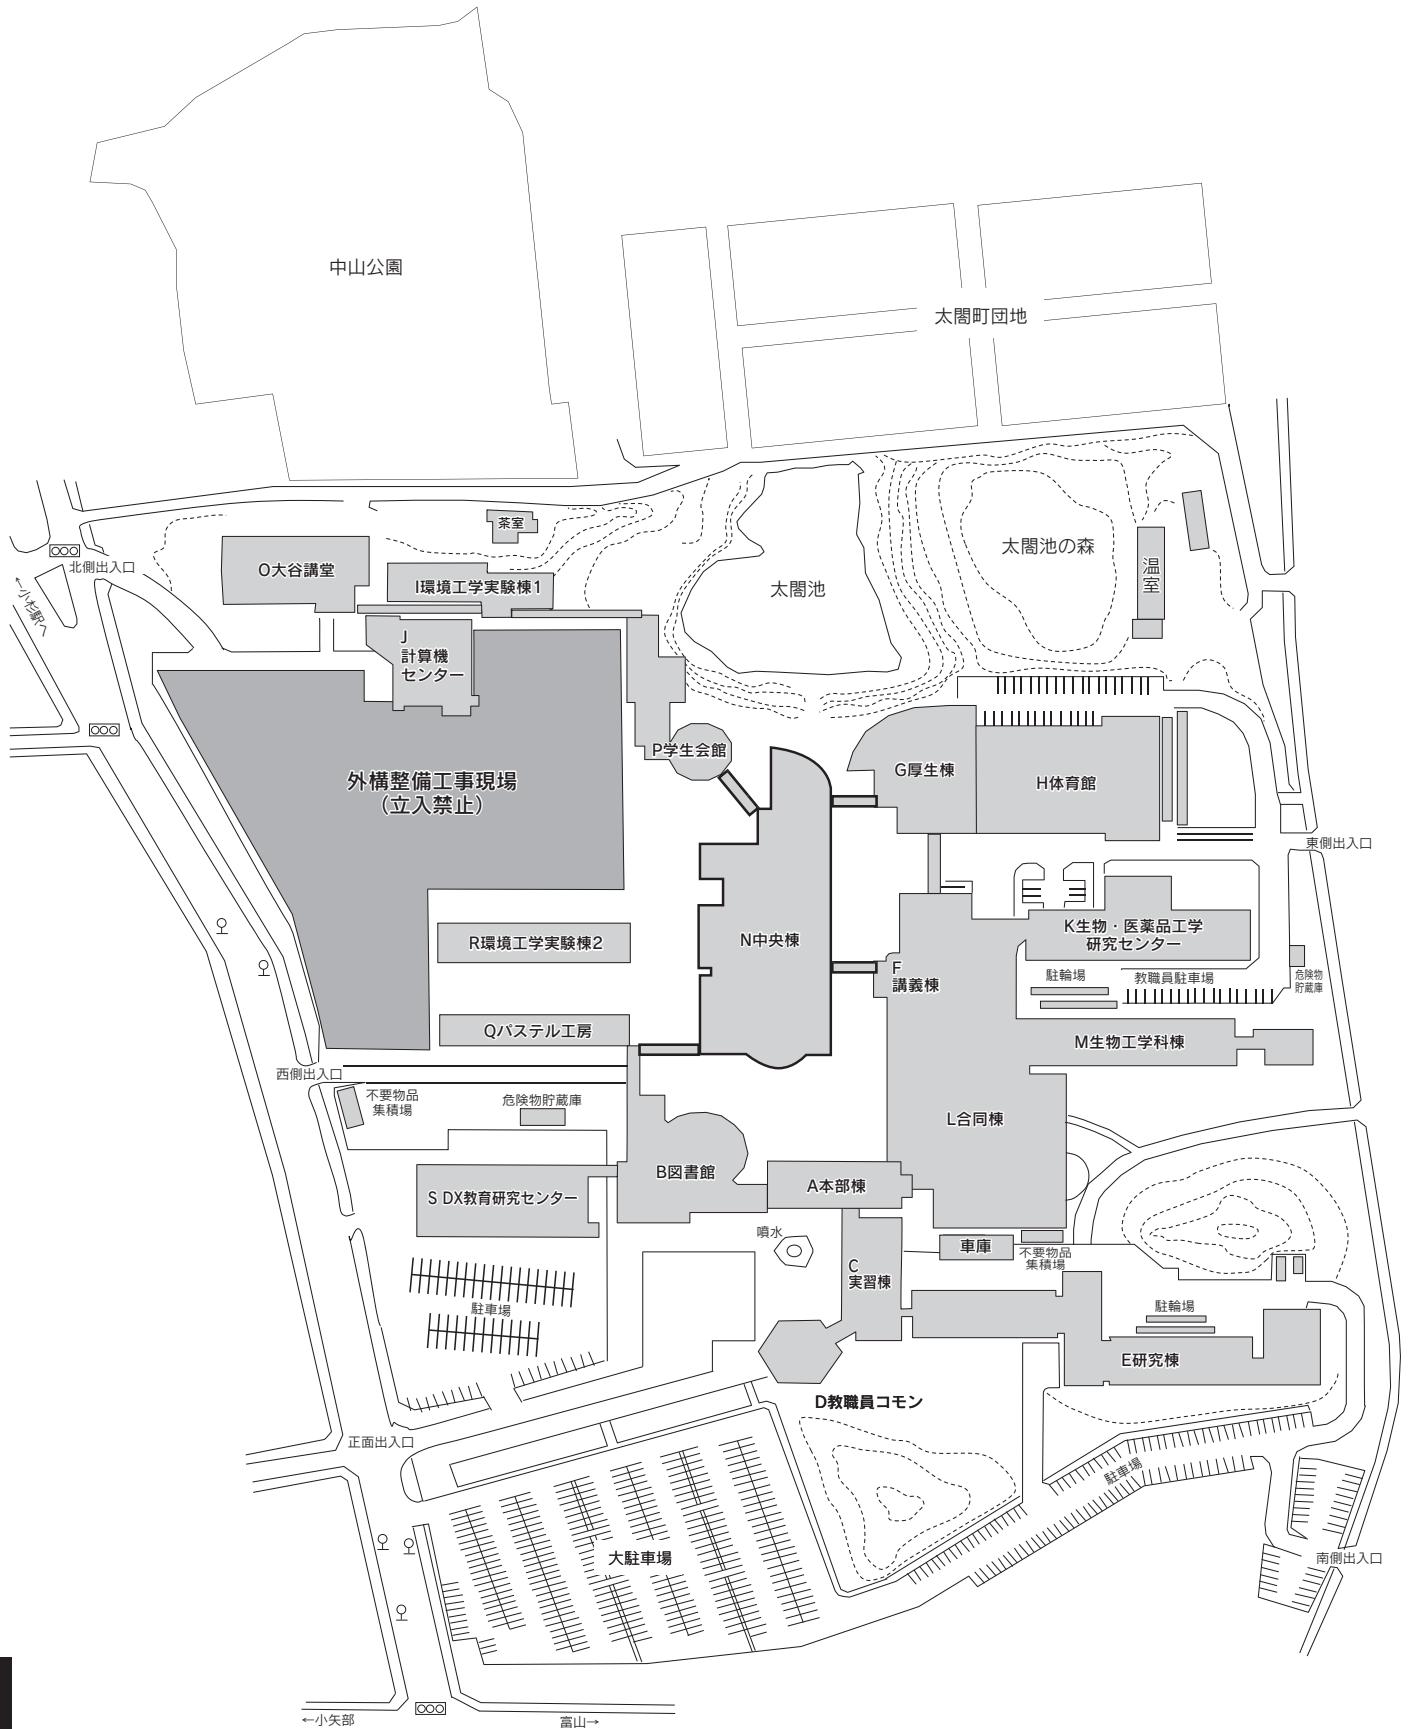 中山公園
太閤町団地
茶室
太閤池の森
温室
北側出入口
O大谷講堂
I環境工学実験棟1
太閤池
←小杉駅へ
J
計算機
センター
P学生会館
G厚生棟
H体育館
外構整備工事現場
（立入禁止）
東側出入口
R環境工学実験棟2
N中央棟
K生物・医薬品工学
研究センター
F
講義棟
駐輪場
教職員駐車場
危険物
貯蔵庫
Qパステル工房
M生物工学科棟
西側出入口
不要物品
集積場
危険物貯蔵庫
L合同棟
B図書館
A本部棟
S DX教育研究センター
噴水
車庫
不要物品
集積場
C
実習棟
駐車場
駐輪場
E研究棟
D教職員コモン
正面出入口
駐車場
大駐車場
南側出入口
←小矢部
富山→